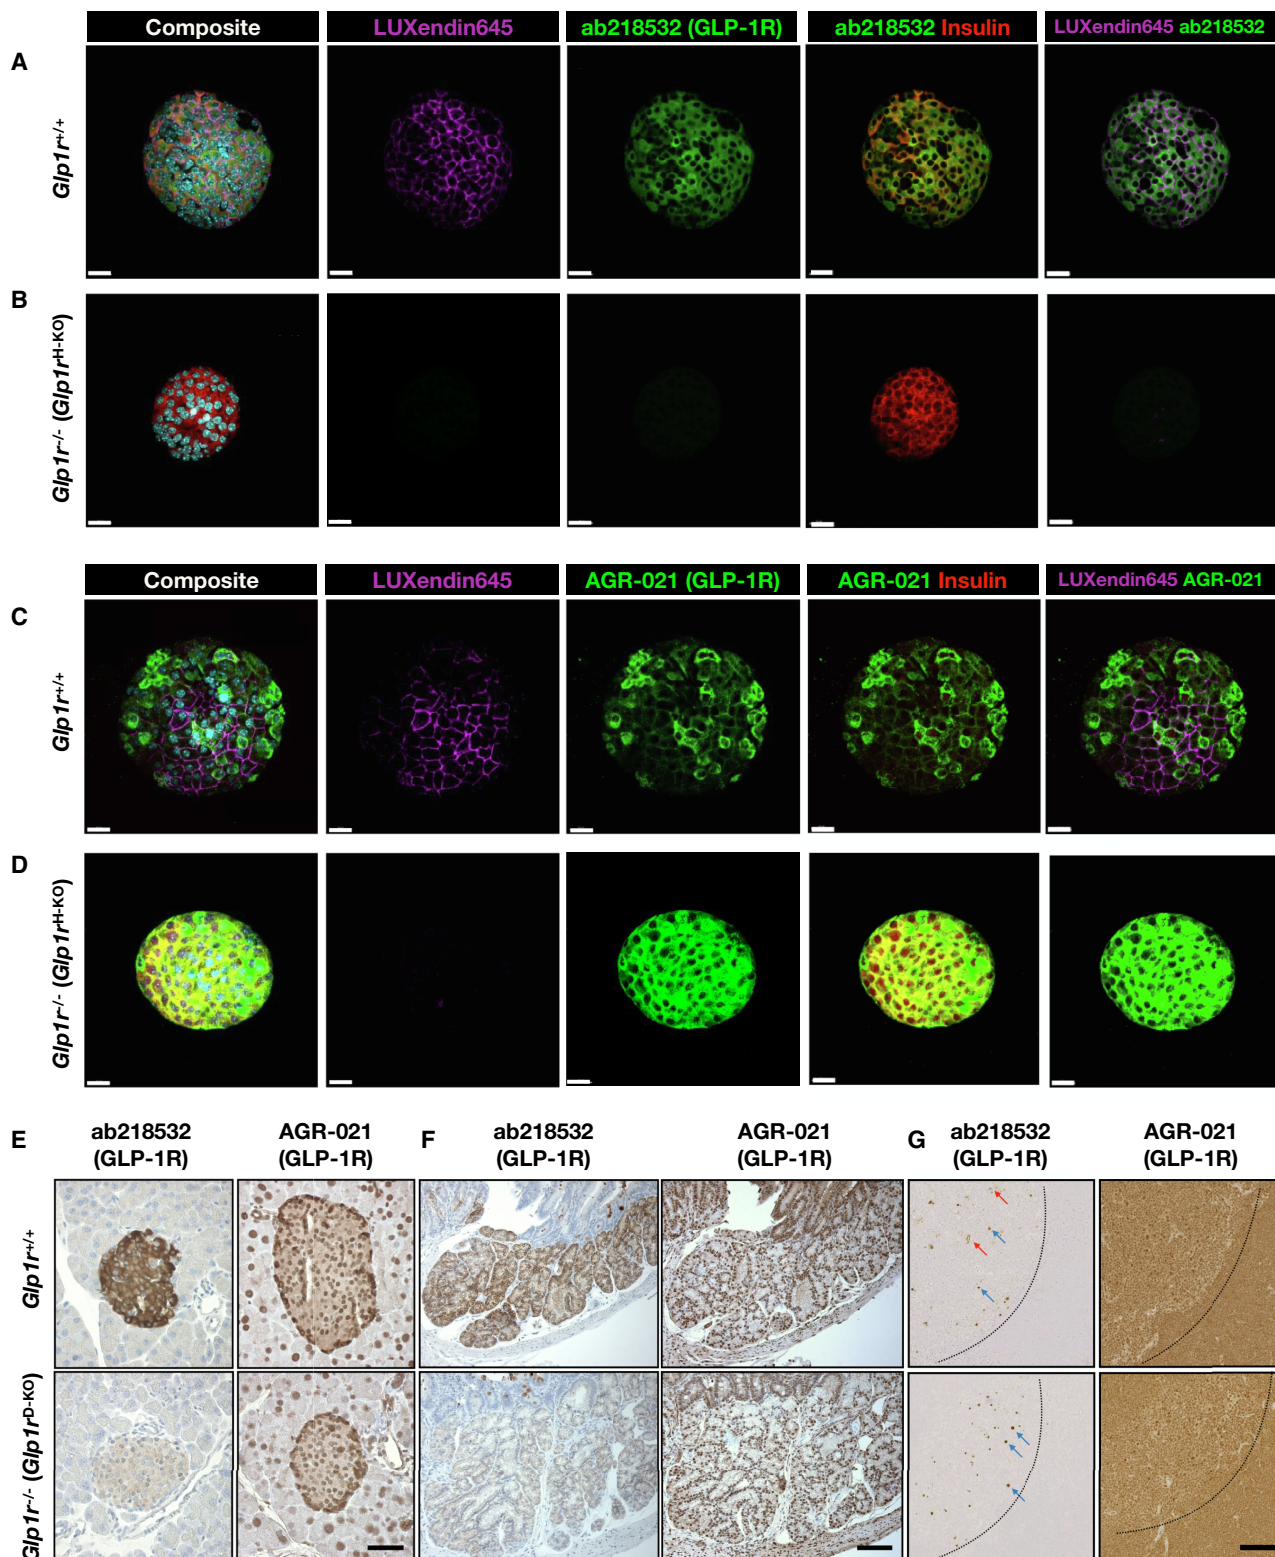 Composite LUXendin645 ab218532 (GLP-1R) ab218532 Insulin LUXendin645 ab218532
A
Glp1r+/+
B
Glp1r-/- (Glp1rH-KO)
Composite LUXendin645 AGR-021 (GLP-1R) AGR-021 Insulin LUXendin645 AGR-021
C
Glp1r+/+
D
Glp1r-/- (Glp1rH-KO)
E
ab218532
(GLP-1R)
AGR-021
(GLP-1R)
F
ab218532
(GLP-1R)
AGR-021
(GLP-1R)
G
ab218532
(GLP-1R)
AGR-021
(GLP-1R)
Glp1r+/+
Glp1r-/- (Glp1rD-KO)